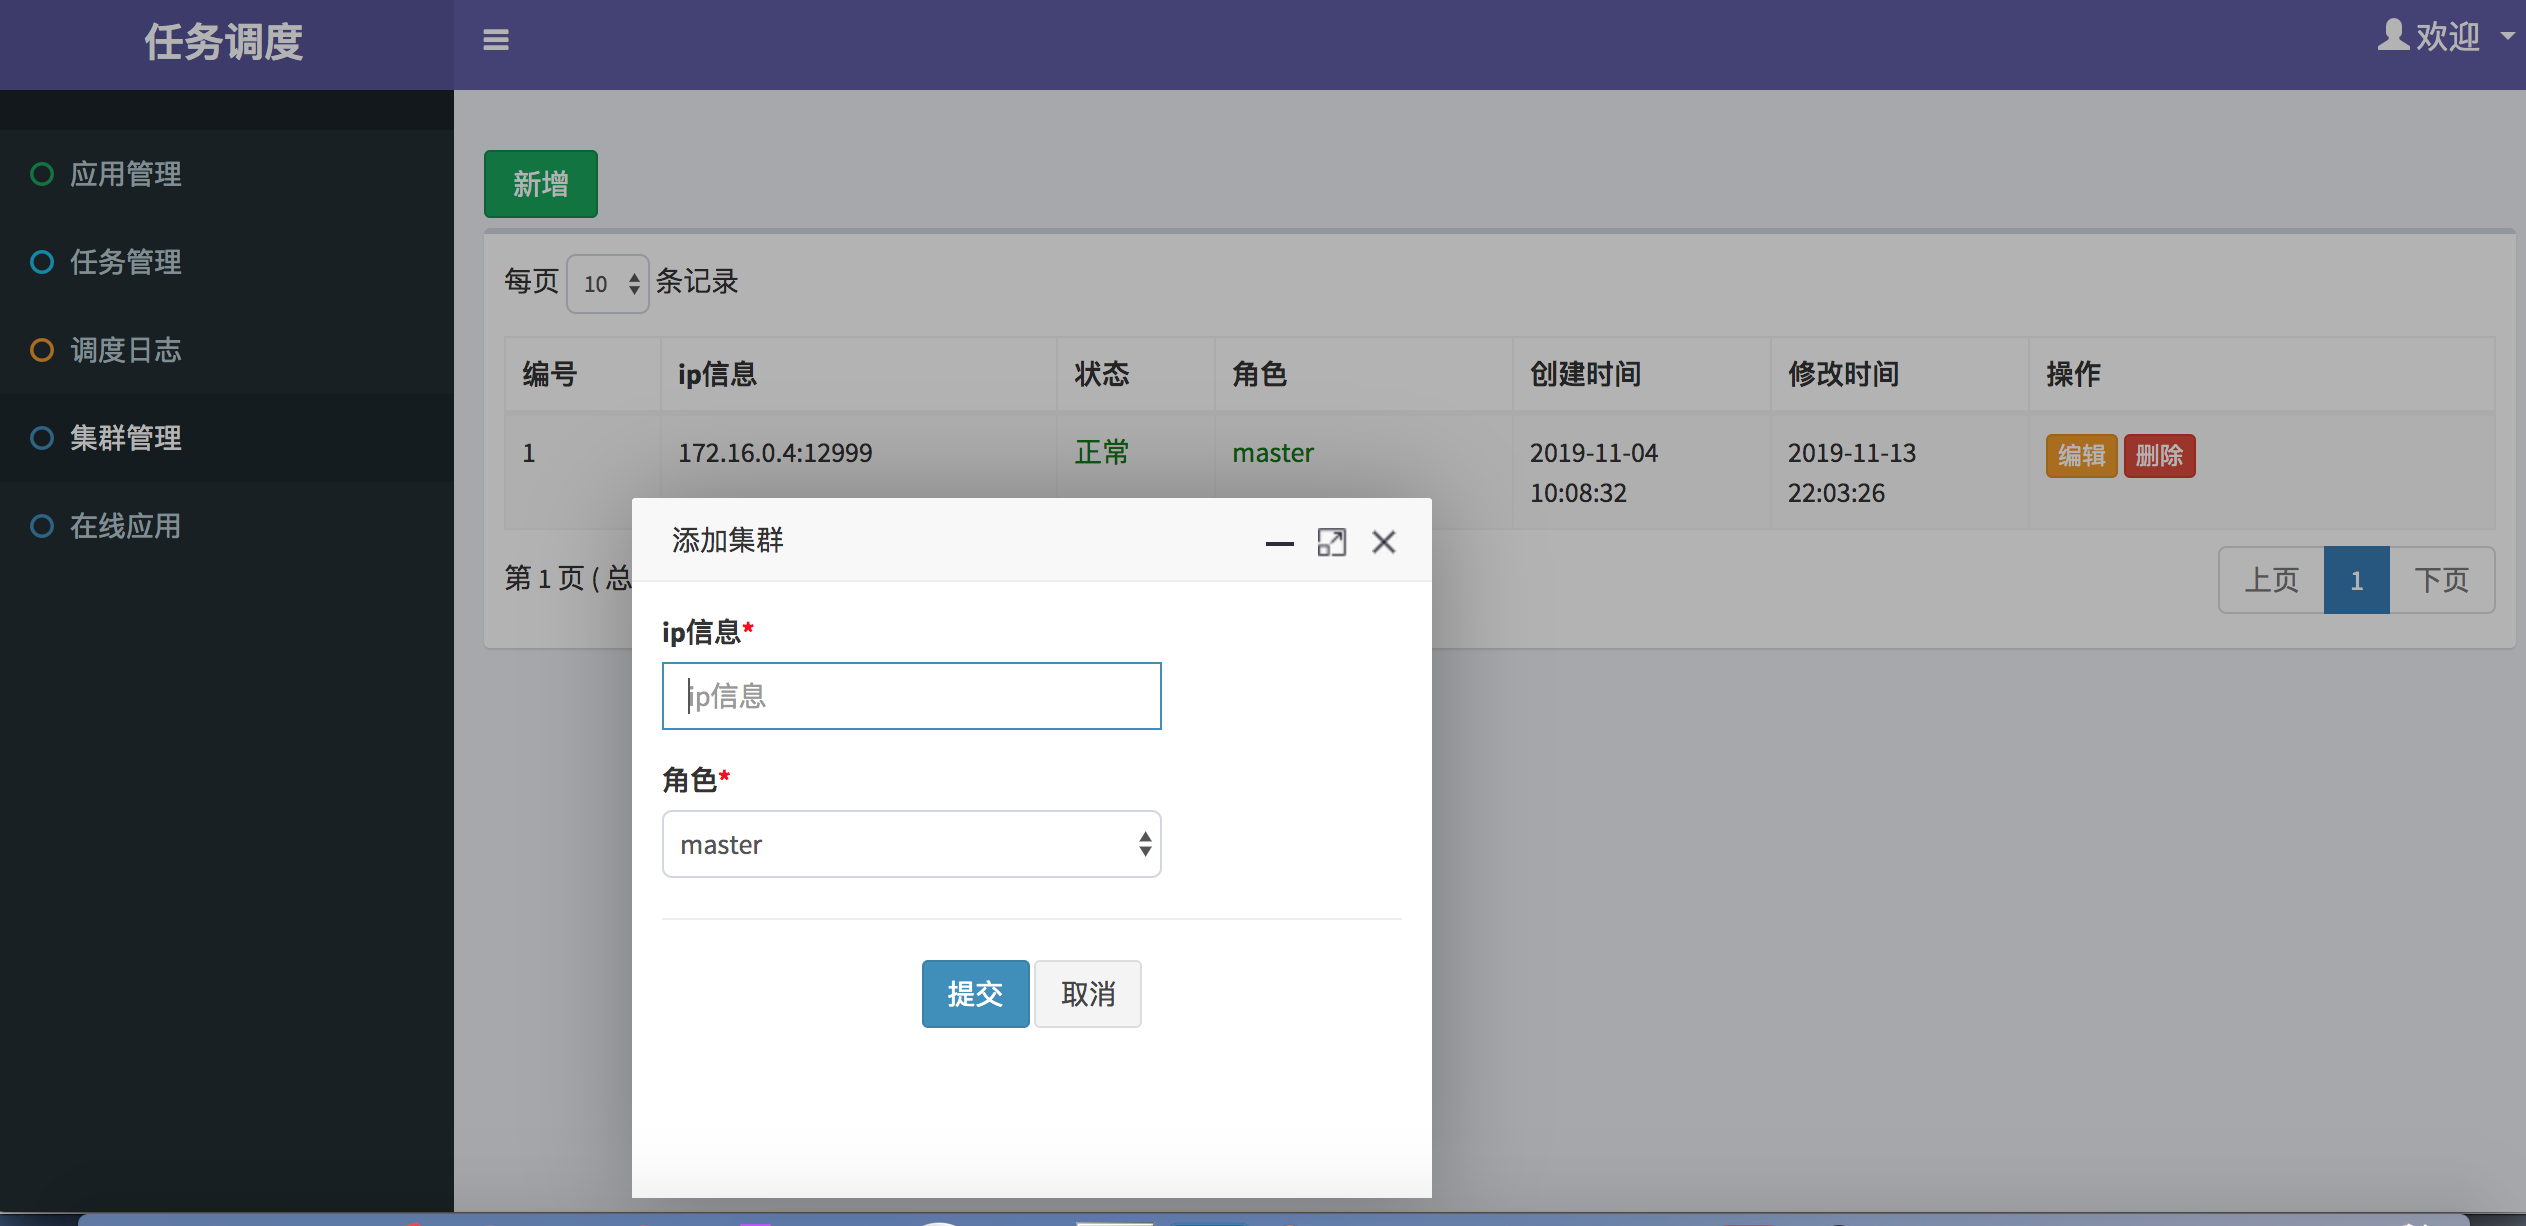 任务调度
欢迎
应用管理
任务管理
调度日志
集群管理
在线应用
新增
每页 10 条记录
编号 ip信息 状态 角色 创建时间 修改时间 操作
1 172.16.0.4:12999 正常 master 2019-11-04 10:08:32 2019-11-13 22:03:26 编辑 删除
第 1 页 ( 总
上页 1 下页
添加集群
ip信息*
ip信息
角色*
master
提交 取消